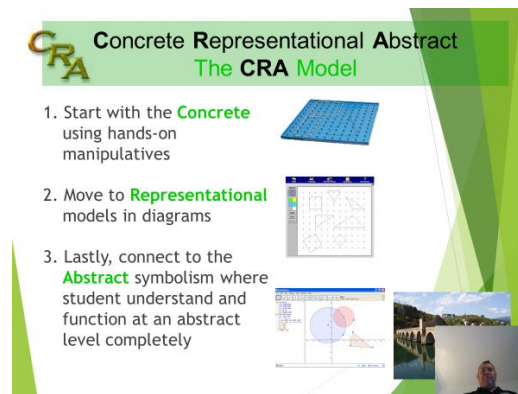 CRA
Concrete Representational Abstract
The CRA Model
1. Start with the Concrete
using hands-on
manipulatives
2. Move to Representational
models in diagrams
3. Lastly, connect to the
Abstract symbolism where
student understand and
function at an abstract
level completely